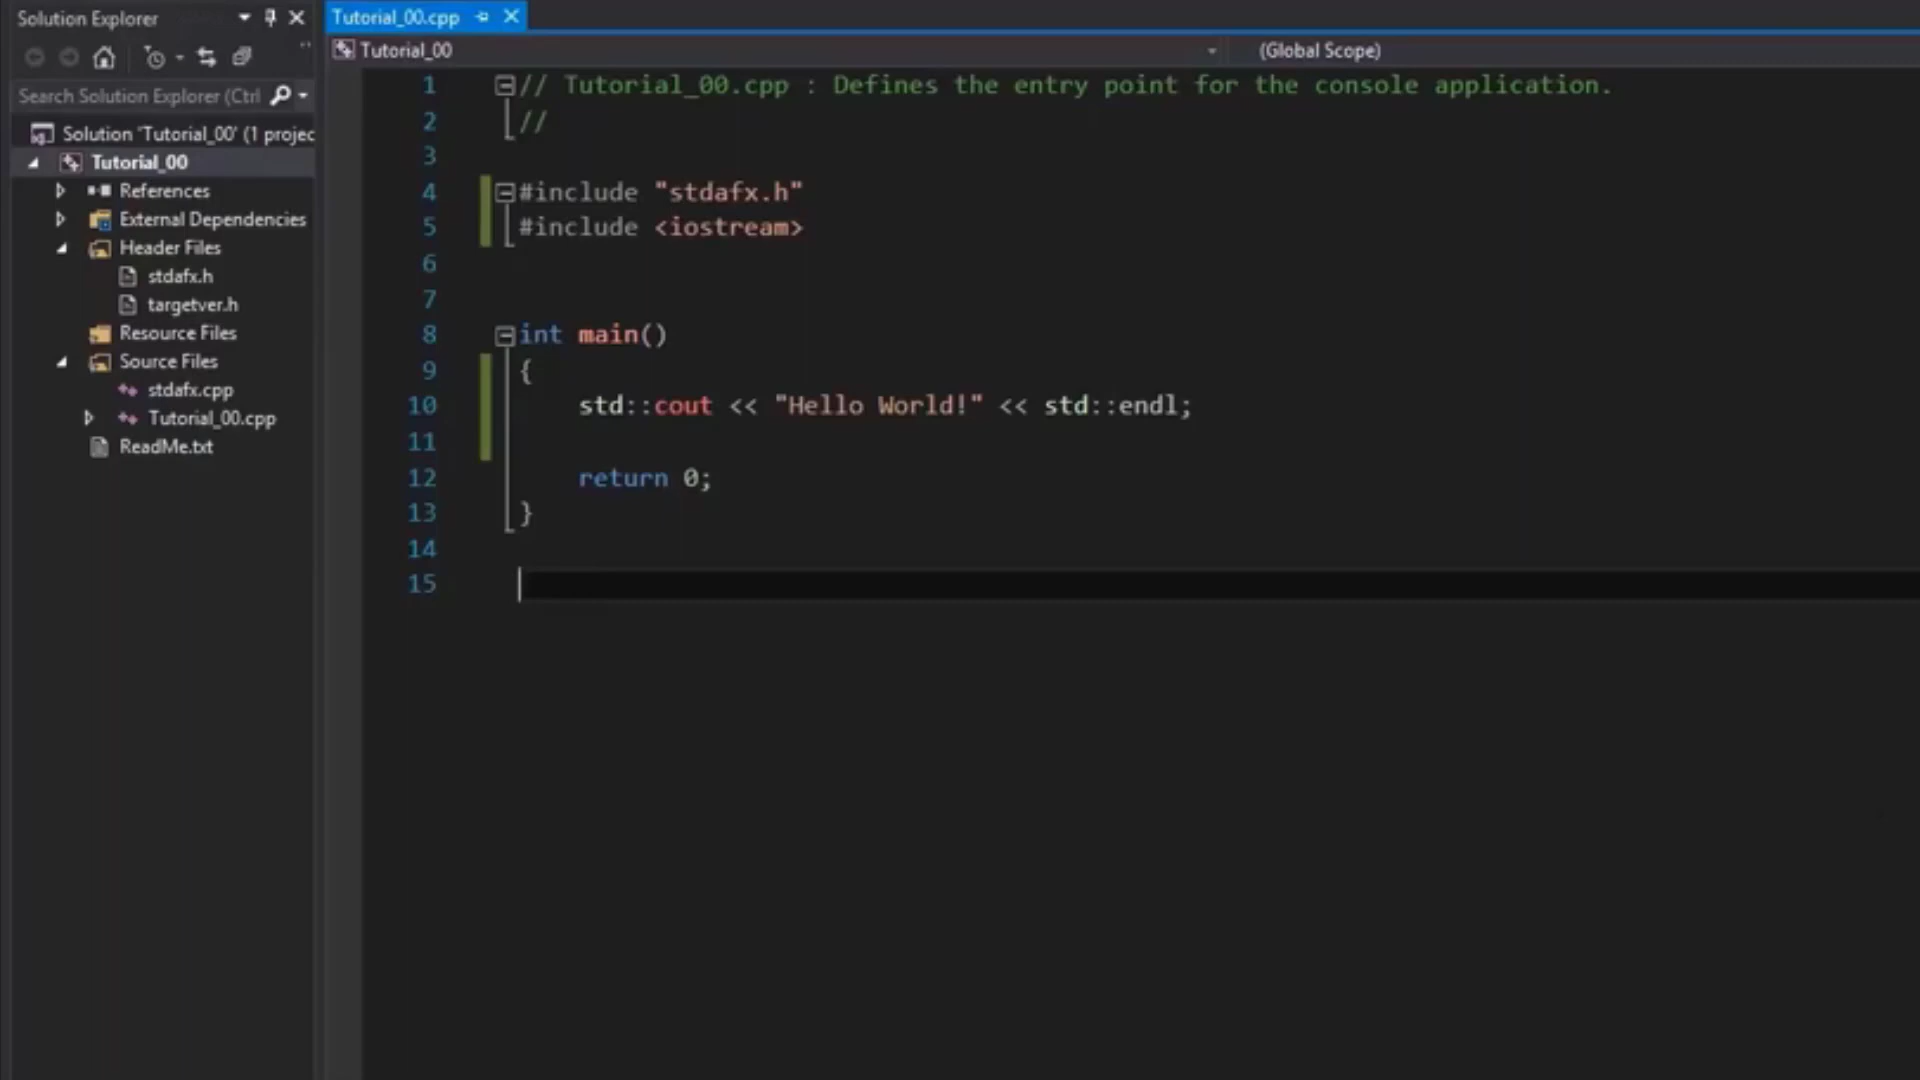 Solution Explorer
Search Solution Explorer (Ctrl
Solution 'Tutorial_00' (1 projec
Tutorial_00
References
External Dependencies
Header Files
stdafx.h
targetver.h
Resource Files
Source Files
stdafx.cpp
Tutorial_00.cpp
ReadMe.txt
Tutorial_00.cpp
Tutorial_00 (Global Scope)
1 // Tutorial_00.cpp : Defines the entry point for the console application.
2 //
3
4 #include "stdafx.h"
5 #include <iostream>
6
7
8 int main()
9 {
10 std::cout << "Hello World!" << std::endl;
11
12 return 0;
13 }
14
15